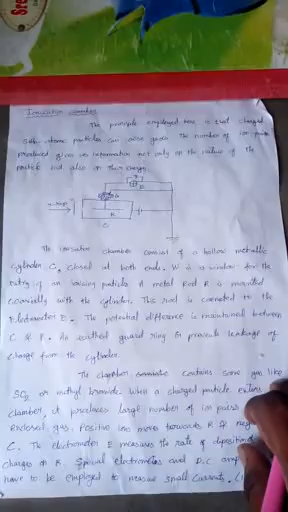 Ionisation chamber
The principle employed here is that charged
Sub-atomic particles can ionise gases. The number of ion-pairs
produced gives us information not only on the nature of the
particle but also on their energy.
E
R
W
R
C
The ionisation chamber consist of a hollow metallic
cylinder C, closed at both ends. W is a window for the
entry of an ionising particles. A metal Rod R is mounted
coaxially with the cylinder. This rod is connected to the
Electrometer E. The potential difference is maintained between
C & R. An earthed guard ring G prevents leakage of
charge from the cylinder.
The chamber contains some gas like
SO2 or methyl bromide. When a charged particle enters
chamber, it produces large number of ion pairs
enclosed gas. Positive ions move towards R & neg
C. The electrometer E measures the rate of deposition
charges on R. Special electrometers and D.C amp
have to be employed to measure small currents.